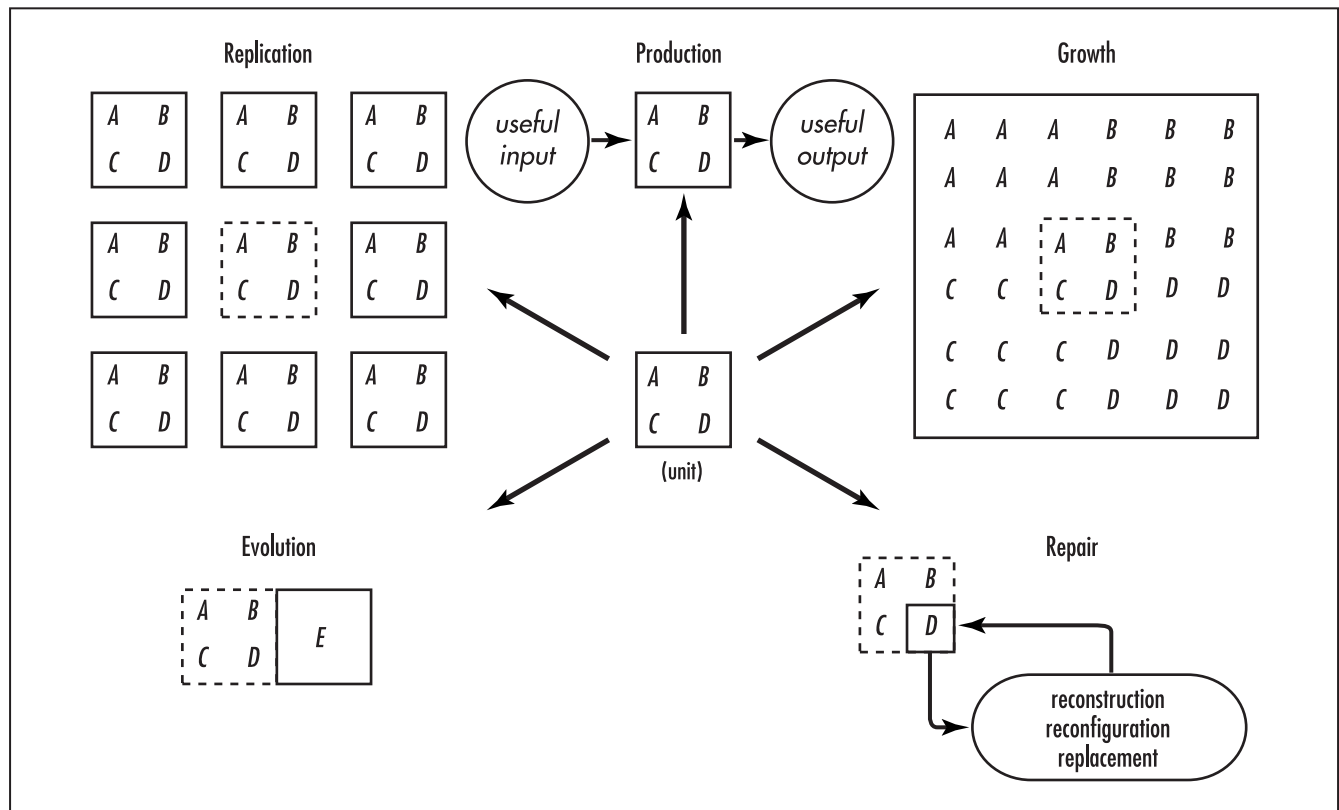 Replication
A B A B A B
C D C D C D
A B A B A B
C D C D C D
A B A B A B
C D C D C D
Production
useful
input
A B
C D
useful
output
Growth
A A A B B B
A A A B B B
A A A B B B
C C C D D D
C C C D D D
C C C D D D
A B
C D
(unit)
Evolution
A B
C D
E
Repair
A B
C D
reconstruction
reconfiguration
replacement